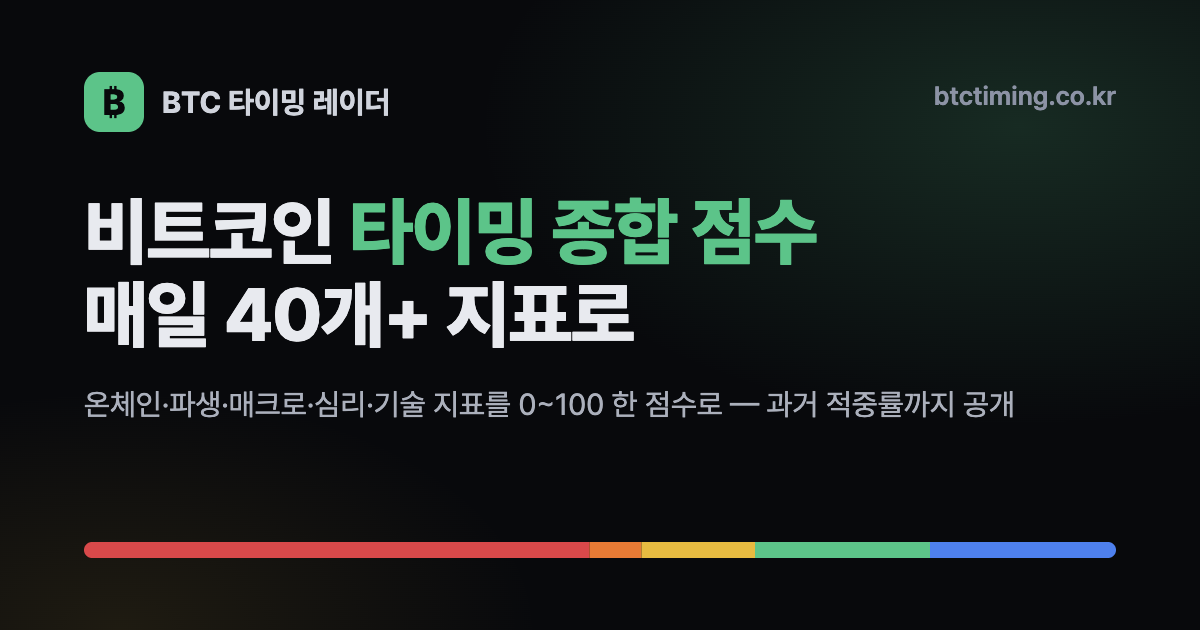 BTC 타이밍 레이더
btctiming.co.kr
비트코인 타이밍 종합 점수
매일 40개+ 지표로
온체인·파생·매크로·심리·기술 지표를 0~100 한 점수로 — 과거 적중률까지 공개